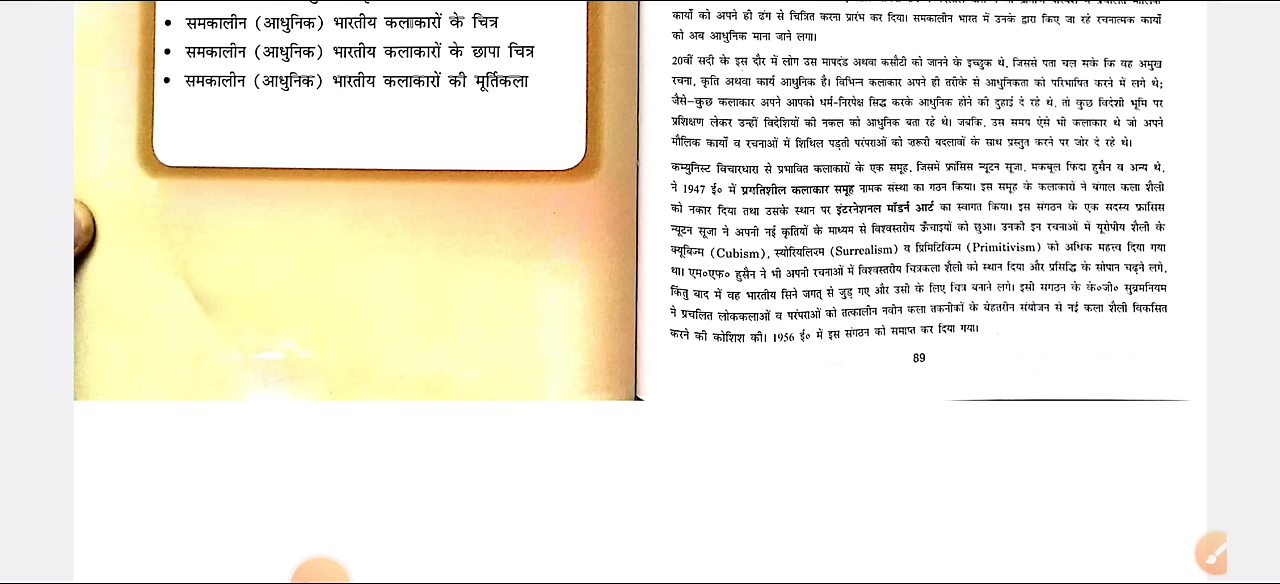 समकालीन (आधुनिक) भारतीय कलाकारों के चित्र
समकालीन (आधुनिक) भारतीय कलाकारों के छापा चित्र
समकालीन (आधुनिक) भारतीय कलाकारों की मूर्तिकला
कार्यों को अपने ही ढंग से चित्रित करना प्रारंभ कर दिया। समकालीन भारत में उनके द्वारा किए जा रहे रचनात्मक कार्यों
को अब आधुनिक माना जाने लगा।
20वीं सदी के इस दौर में लोग उस मापदंड अथवा कसौटी को जानने के इच्छुक थे, जिससे पता चल सके कि वह अमुख
रचना, कृति अथवा कार्य आधुनिक है। विभिन्न कलाकार अपने ही तरीके से आधुनिकता को परिभाषित करने में लगे थे;
जैसे–कुछ कलाकार अपने आपको धर्म-निरपेक्ष सिद्ध करके आधुनिक होने की दुहाई दे रहे थे, तो कुछ विदेशी भूमि पर
प्रशिक्षण लेकर उन्हीं विदेशियों की नकल को आधुनिक बता रहे थे। जबकि, उस समय ऐसे भी कलाकार थे जो अपने
मौलिक कार्यों व रचनाओं में शिथिल पड़ती परंपराओं को ज़रूरी बदलावों के साथ प्रस्तुत करने पर जोर दे रहे थे।
कम्युनिस्ट विचारधारा से प्रभावित कलाकारों के एक समूह, जिसमें फ्रांसिस न्यूटन सूजा, मकबूल फिदा हुसैन व अन्य थे,
ने 1947 ई० में प्रगतिशील कलाकार समूह नामक संस्था का गठन किया। इस समूह के कलाकारों ने बंगाल कला शैली
को नकार दिया तथा उसके स्थान पर इंटरनेशनल मॉडर्न आर्ट का स्वागत किया। इस संगठन के एक सदस्य फ्रांसिस
न्यूटन सूजा ने अपनी नई कृतियों के माध्यम से विश्वस्तरीय ऊँचाइयों को छुआ। उनकी इन रचनाओं में यूरोपीय शैली के
क्यूबिज्म (Cubism), स्योरियलिज्म (Surrealism) व प्रिमिटिविज्म (Primitivism) को अधिक महत्त्व दिया गया
था। एम०एफ० हुसैन ने भी अपनी रचनाओं में विश्वस्तरीय चित्रकला शैली को स्थान दिया और प्रसिद्धि के सोपान चढ़ने लगे,
किंतु बाद में वह भारतीय सिने जगत् से जुड़ गए और उसी के लिए चित्र बनाने लगे। इसी संगठन के के०जी० सुब्रमनियम
ने प्रचलित लोककलाओं व परंपराओं को तत्कालीन नवीन कला तकनीकों के बेहतरीन संयोजन से नई कला शैली विकसित
करने की कोशिश की। 1956 ई० में इस संगठन को समाप्त कर दिया गया।
89